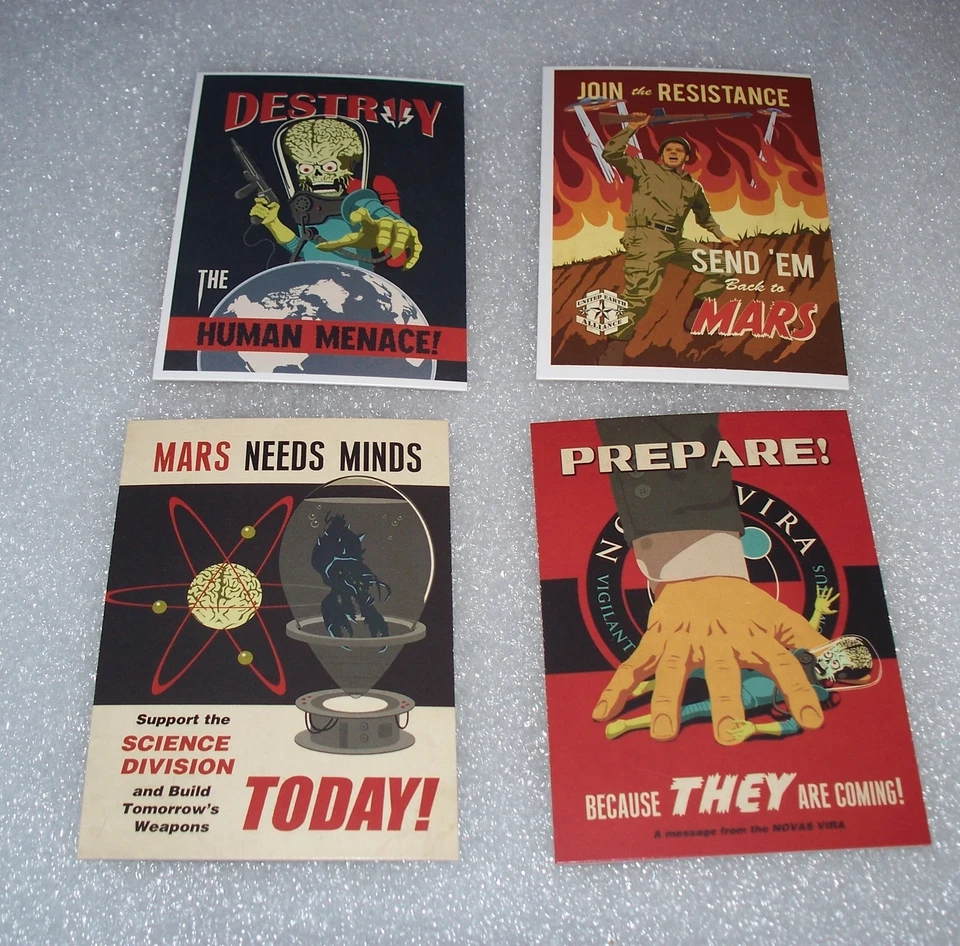 DESTROY
THE
HUMAN MENACE!
JOIN the RESISTANCE
SEND 'EM
Back to
MARS
UNITED EARTH
ALLIANCE
MARS NEEDS MINDS
Support the
SCIENCE
DIVISION
and Build
Tomorrow's
Weapons
TODAY!
PREPARE!
NO VIRA
VIGILANT US
BECAUSE THEY ARE COMING!
A message from the NOVAS VIRA